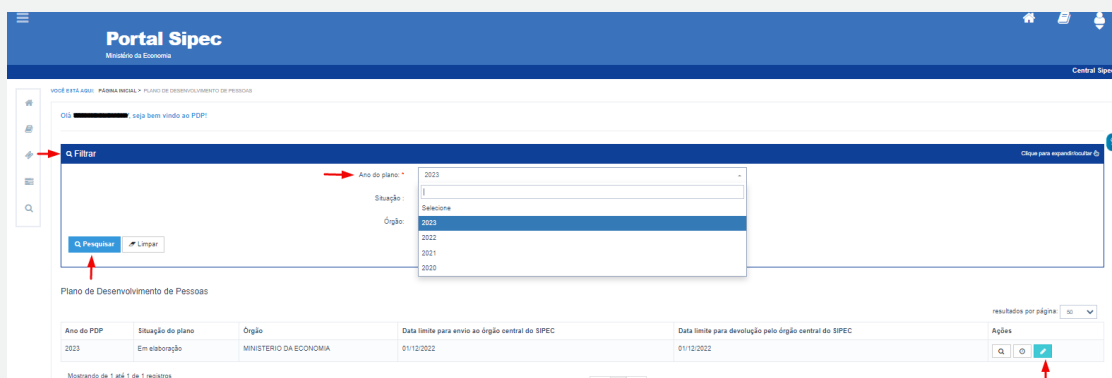 Portal Sipec
Ministério da Economia
Central Sipec
VOCÊ ESTÁ AQUI: PÁGINA INICAL > PLANO DE DESENVOLVIMENTO DE PESSOAS
Olá , seja bem vindo ao PDP!
Filtrar
Clique para expandir/ocultar
Ano do plano: * 2023
Situação :
Selecione
Órgão: 2023
2022
2021
2020
Pesquisar Limpar
Plano de Desenvolvimento de Pessoas
resultados por página: 50
Ano do PDP Situação do plano Órgão Data limite para envio ao órgão central do SIPEC Data limite para devolução pelo órgão central do SIPEC Ações
2023 Em elaboração MINISTERIO DA ECONOMIA 01/12/2022 01/12/2022
Mostrando de 1 até 1 de 1 registros